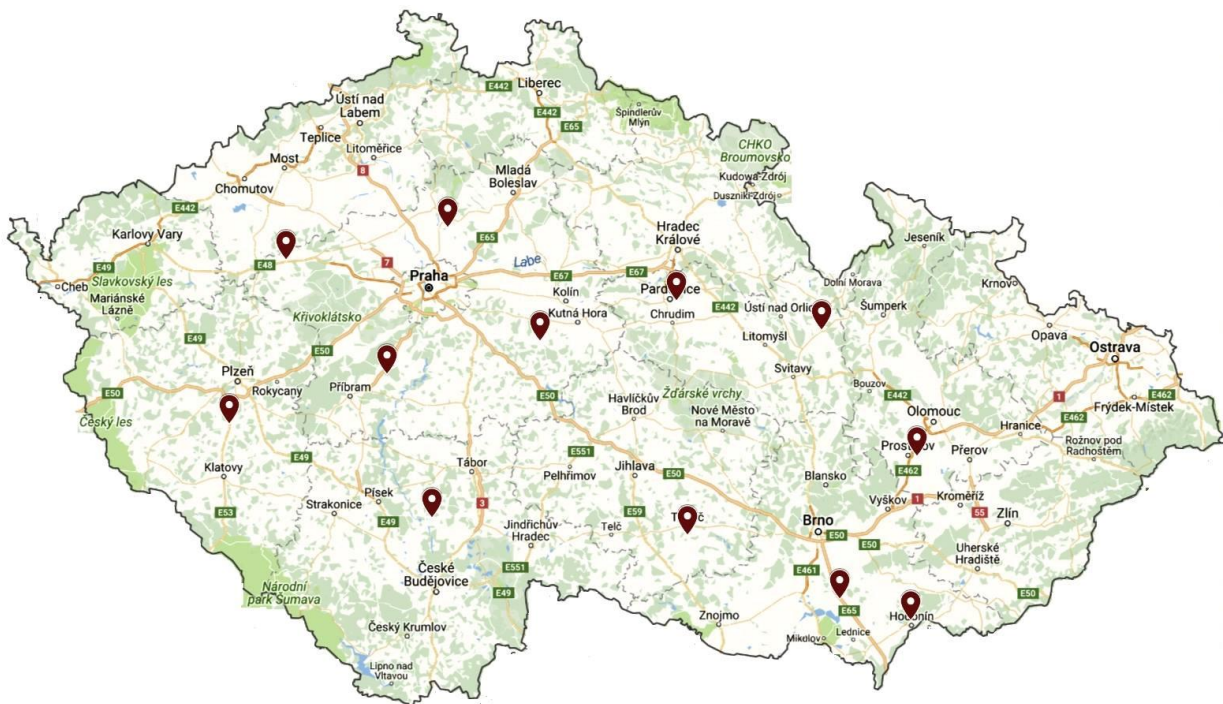 Liberec
E442
Ústí nad
Labem
E442
Špindlerův
Mlýn
E65
Teplice
CHKO
Broumovsko
Litoměřice
Most
Mladá
Boleslav
8
Kudowa-Zdrój
Duszniki-Zdrój
Chomutov
E442
Karlovy Vary
E65
Hradec
Králové
Jeseník
E49
E48
7
Labe
E67
E67
Slavkovský les
Cheb
Praha
Dolní Morava
Krnov
Mariánské
Lázně
Kolín
E442
Ústí nad Orlicí
Šumperk
Křivoklátsko
Kutná Hora
Chrudim
Opava
E49
E50
Litomyšl
Ostrava
Plzeň
Svitavy
Rokycany
Příbram
Bouzov
E50
E50
Žďárské vrchy
E442
1
E462
Český les
Havlíčkův
Brod
Nové Město
na Moravě
Olomouc
Frýdek-Místek
E462
Hranice
Rožnov pod
Radhoštěm
E49
E551
Klatovy
Tábor
Pelhřimov
Jihlava
E50
Přerov
E462
Blansko
Písek
Strakonice
3
Vyškov
1
Kroměříž
E53
E49
E59
55
Zlín
Jindřichův
Hradec
Telč
Brno
E50
E50
Uherské
Hradiště
České
Budějovice
E551
E461
Národní
park Šumava
E49
E65
E50
Znojmo
Český Krumlov
Mikulov
Lednice
Lipno nad
Vltavou